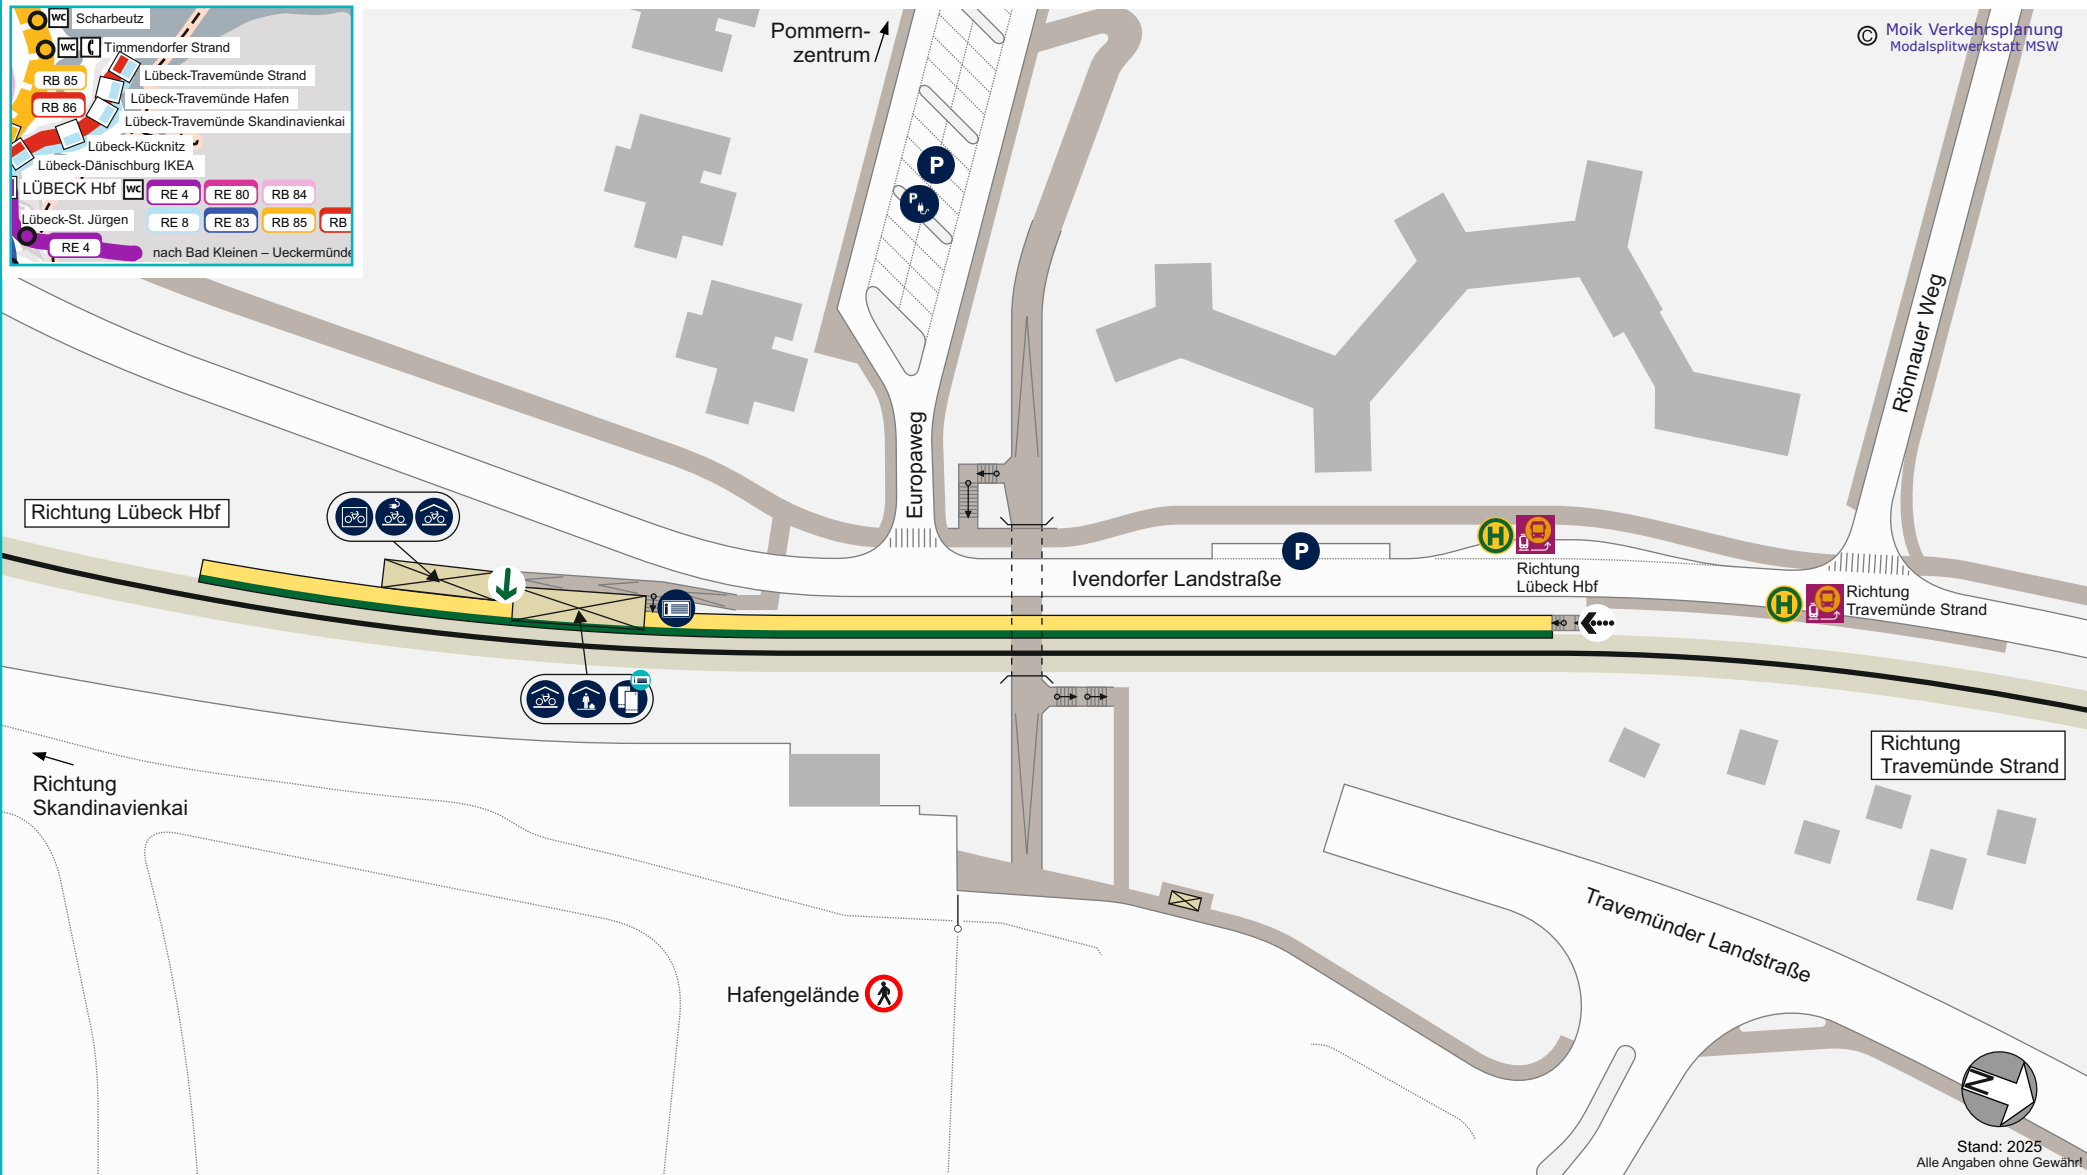 WC Scharbeutz
WC Timmendorfer Strand
RB 85
Lübeck-Travemünde Strand
RB 86
Lübeck-Travemünde Hafen
Lübeck-Travemünde Skandinavienkai
Lübeck-Kücknitz
Lübeck-Dänischburg IKEA
LÜBECK Hbf WC RE 4 RE 80 RB 84
Lübeck-St. Jürgen
RE 8 RE 83 RB 85 RB
RE 4
nach Bad Kleinen – Ueckermünde
Pommern-
zentrum
© Moik Verkehrsplanung
Modalsplitwerkstatt MSW
P
P
Europaweg
Rönnauer Weg
Richtung Lübeck Hbf
P
H
Richtung
Lübeck Hbf
Ivendorfer Landstraße
H
Richtung
Travemünde Strand
Richtung
Travemünde Strand
Richtung
Skandinavienkai
Travemünder Landstraße
Hafengelände
N
Stand: 2025
Alle Angaben ohne Gewähr!